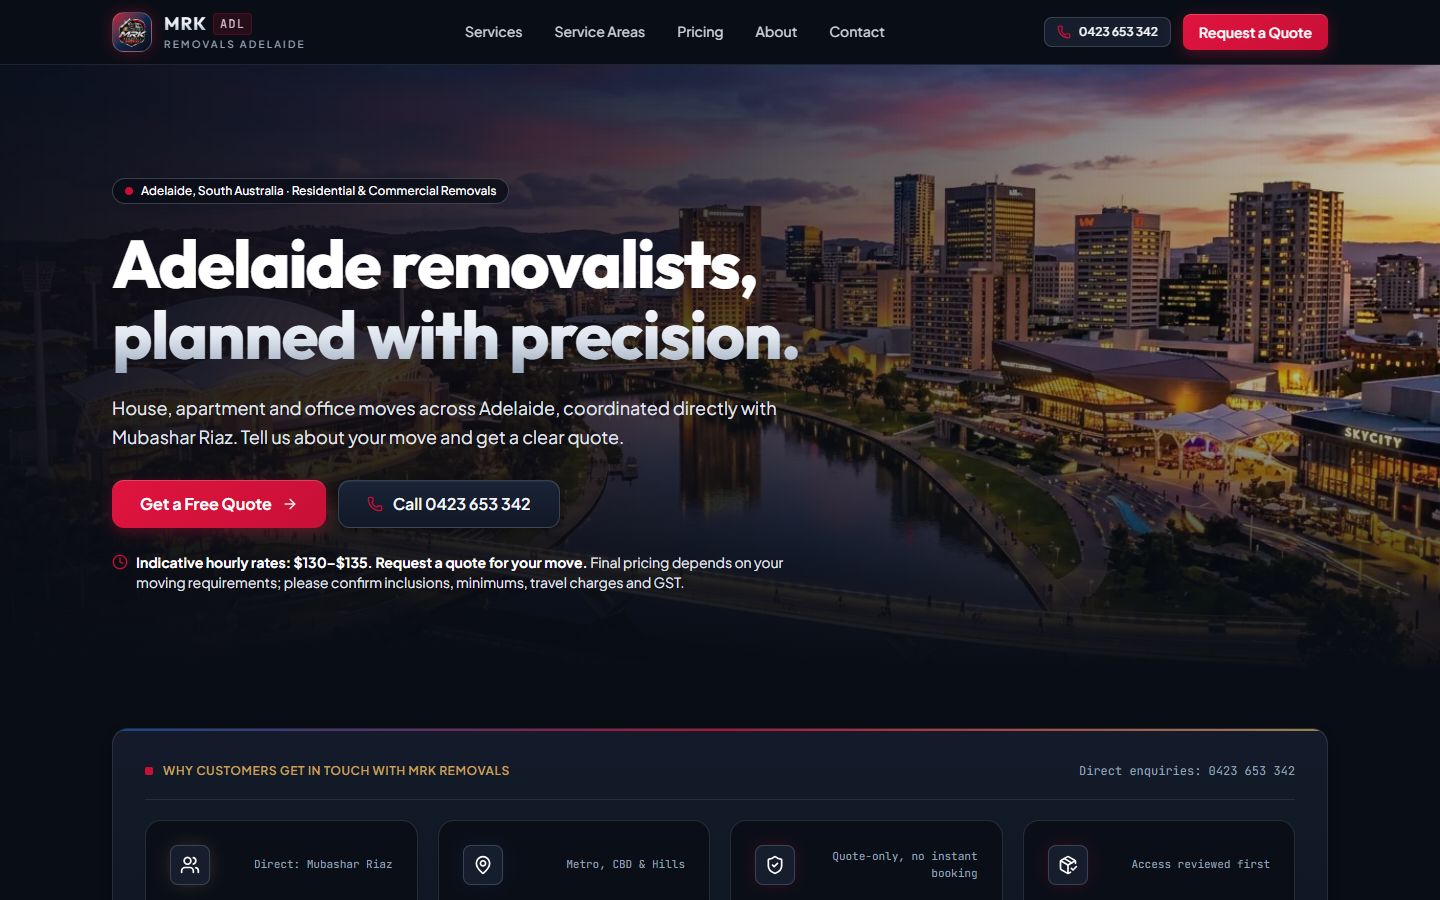 MRK ADL
REMOVALS ADELAIDE
Services
Service Areas
Pricing
About
Contact
0423 653 342
Request a Quote
Adelaide, South Australia · Residential & Commercial Removals
Adelaide removalists,
planned with precision.
House, apartment and office moves across Adelaide, coordinated directly with
Mubashar Riaz. Tell us about your move and get a clear quote.
Get a Free Quote
Call 0423 653 342
Indicative hourly rates: $130–$135. Request a quote for your move. Final pricing depends on your
moving requirements; please confirm inclusions, minimums, travel charges and GST.
SKYCITY
WHY CUSTOMERS GET IN TOUCH WITH MRK REMOVALS
Direct enquiries: 0423 653 342
Direct: Mubashar Riaz
Metro, CBD & Hills
Quote-only, no instant
booking
Access reviewed first